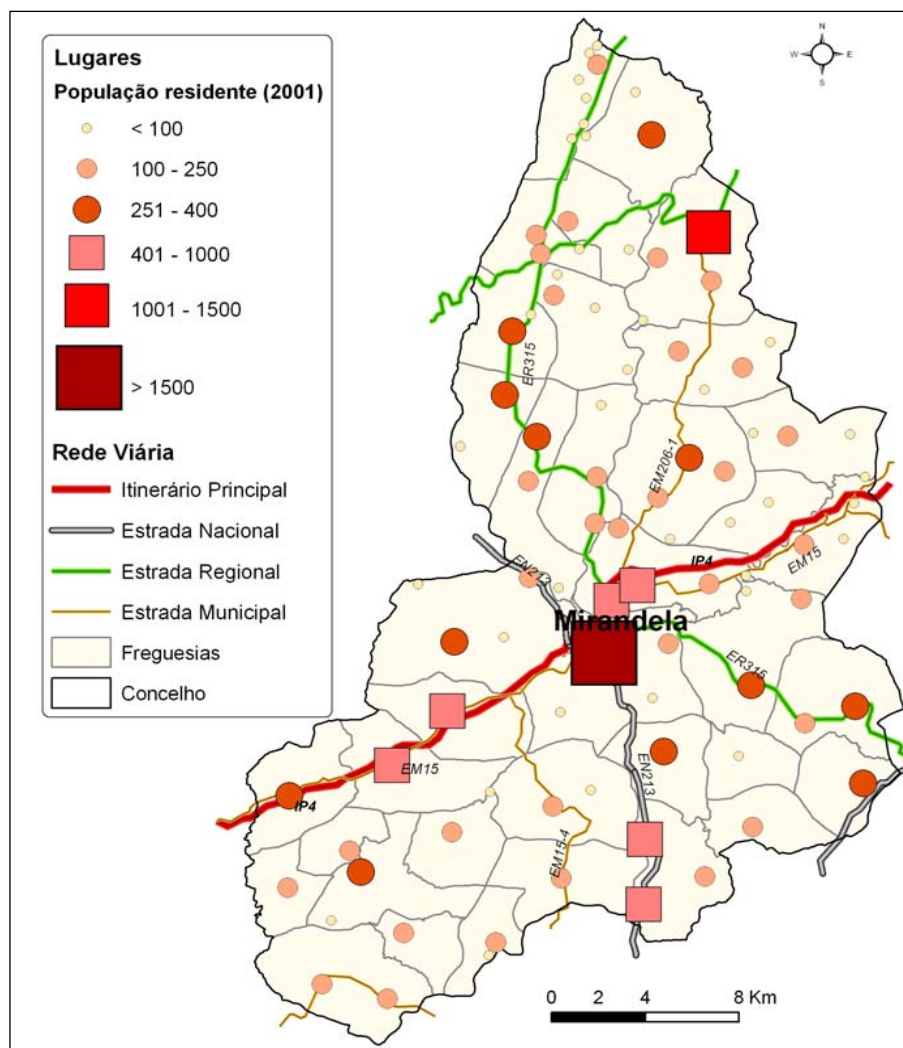 Lugares
População residente (2001)
< 100
100 - 250
251 - 400
401 - 1000
1001 - 1500
> 1500
Rede Viária
Itinerário Principal
Estrada Nacional
Estrada Regional
Estrada Municipal
Freguesias
Concelho
N
W E
S
ER315
EM206-1
IP4
EM15
EN213
Mirandela
ER315
EM15
EN213
IP4
EM15-4
0 2 4 8 Km